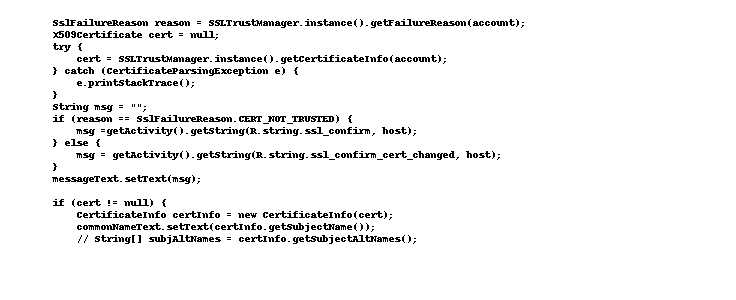 SslFailureReason reason = SSLTrustManager.instance().getFailureReason(account);
X509Certificate cert = null;
try {
    cert = SSLTrustManager.instance().getCertificateInfo(account);
} catch (CertificateParsingException e) {
    e.printStackTrace();
}
String msg = "";
if (reason == SslFailureReason.CERT_NOT_TRUSTED) {
    msg =getActivity().getString(R.string.ssl_confirm, host);
} else {
    msg = getActivity().getString(R.string.ssl_confirm_cert_changed, host);
}
messageText.setText(msg);

if (cert != null) {
    CertificateInfo certInfo = new CertificateInfo(cert);
    commonNameText.setText(certInfo.getSubjectName());
    // String[] subjAltNames = certInfo.getSubjectAltNames();